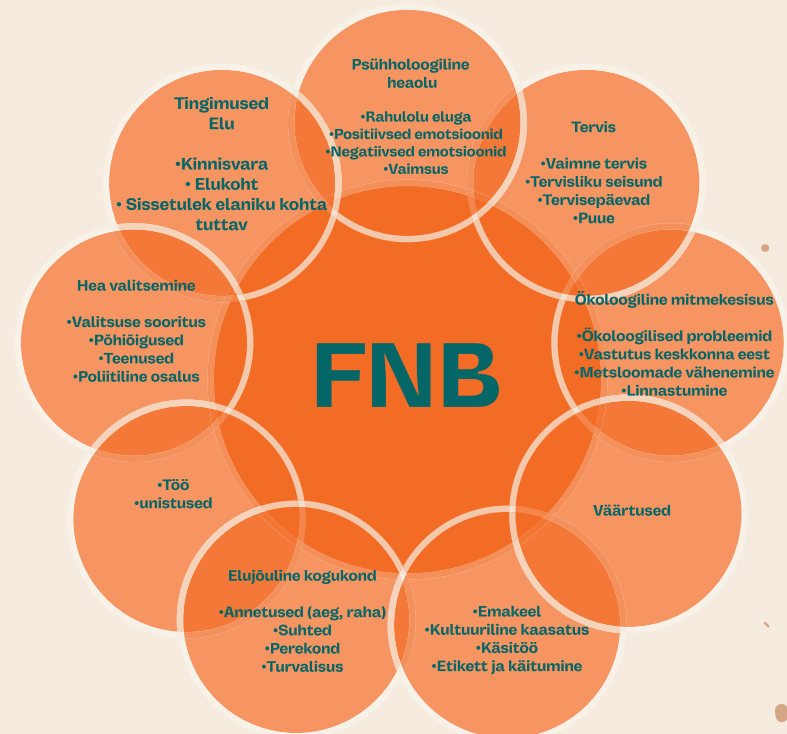 Psühholoogiline
heaolu
•Rahulolu eluga
•Positiivsed emotsioonid
•Negatiivsed emotsioonid
•Vaimsus
Tingimused
Elu
•Kinnisvara
• Elukoht
• Sissetulek elaniku kohta
tuttav
Tervis
•Vaimne tervis
•Tervisliku seisund
•Tervisepäevad
•Puue
Hea valitsemine
•Valitsuse sooritus
•Põhiõigused
•Teenused
•Poliitiline osalus
Ökoloogiline mitmekesisus
•Ökoloogilised probleemid
•Vastutus keskkonna eest
•Metsloomade vähenemine
•Linnastumine
FNB
•Töö
•unistused
Väärtused
Elujõuline kogukond
•Annetused (aeg, raha)
•Suhted
•Perekond
•Turvalisus
•Emakeel
•Kultuuriline kaasatus
•Käsitöö
•Etikett ja käitumine